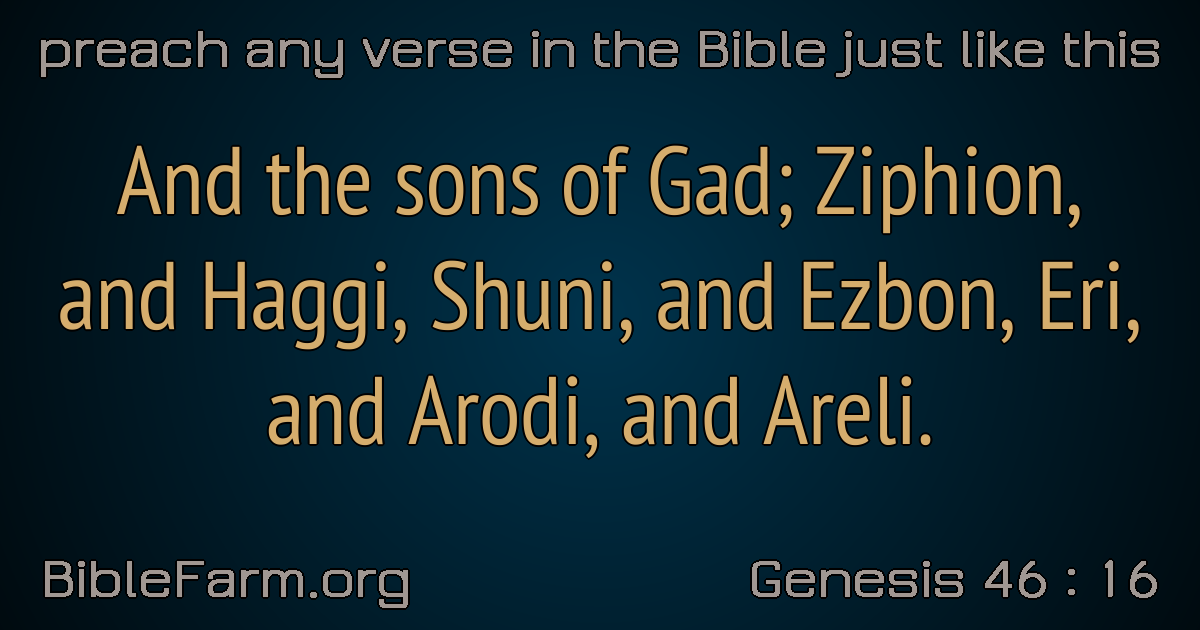 preach any verse in the Bible just like this
And the sons of Gad; Ziphion,
and Haggi, Shuni, and Ezbon, Eri,
and Arodi, and Areli.
BibleFarm.org
Genesis 46 : 16